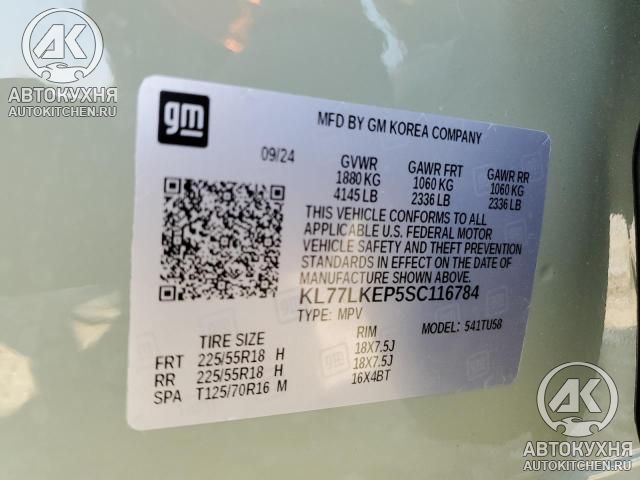 AK
АВТОКУХНЯ
AUTOKITCHEN.RU
gm
MFD BY GM KOREA COMPANY
09/24
GVWR GAWR FRT GAWR RR
1880 KG 1060 KG 1060 KG
4145 LB 2336 LB 2336 LB
THIS VEHICLE CONFORMS TO ALL
APPLICABLE U.S. FEDERAL MOTOR
VEHICLE SAFETY AND THEFT PREVENTION
STANDARDS IN EFFECT ON THE DATE OF
MANUFACTURE SHOWN ABOVE.
KL77LKEP5SC116784
TYPE: MPV MODEL: 541TU58
TIRE SIZE RIM
FRT 225/55R18 H 18X7.5J
RR 225/55R18 H 18X7.5J
SPA T125/70R16 M 16X4BT
AK
АВТОКУХНЯ
AUTOKITCHEN.RU